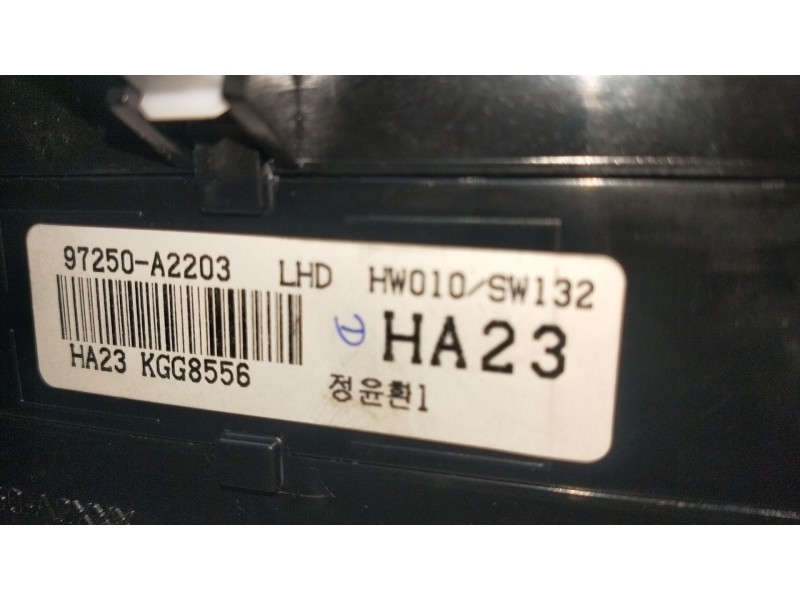 97250-A2203 LHD HW010/SW132
HA23
HA23 KGG8556
정윤환1